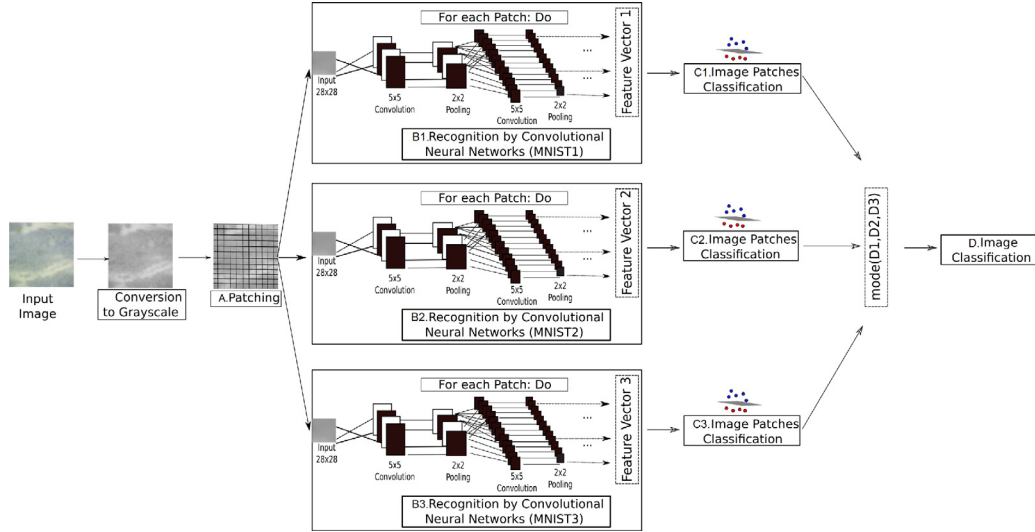 Input
Image
Conversion
to Grayscale
A.Patching
For each Patch: Do
Input
28x28
5x5
Convolution
2x2
Pooling
5x5
Convolution
2x2
Pooling
...
...
Feature Vector 1
B1.Recognition by Convolutional
Neural Networks (MNIST1)
C1.Image Patches
Classification
For each Patch: Do
Input
28x28
5x5
Convolution
2x2
Pooling
5x5
Convolution
2x2
Pooling
...
...
Feature Vector 2
B2.Recognition by Convolutional
Neural Networks (MNIST2)
C2.Image Patches
Classification
For each Patch: Do
Input
28x28
5x5
Convolution
2x2
Pooling
5x5
Convolution
2x2
Pooling
...
...
Feature Vector 3
B3.Recognition by Convolutional
Neural Networks (MNIST3)
C3.Image Patches
Classification
mode(D1,D2,D3)
D.Image
Classification